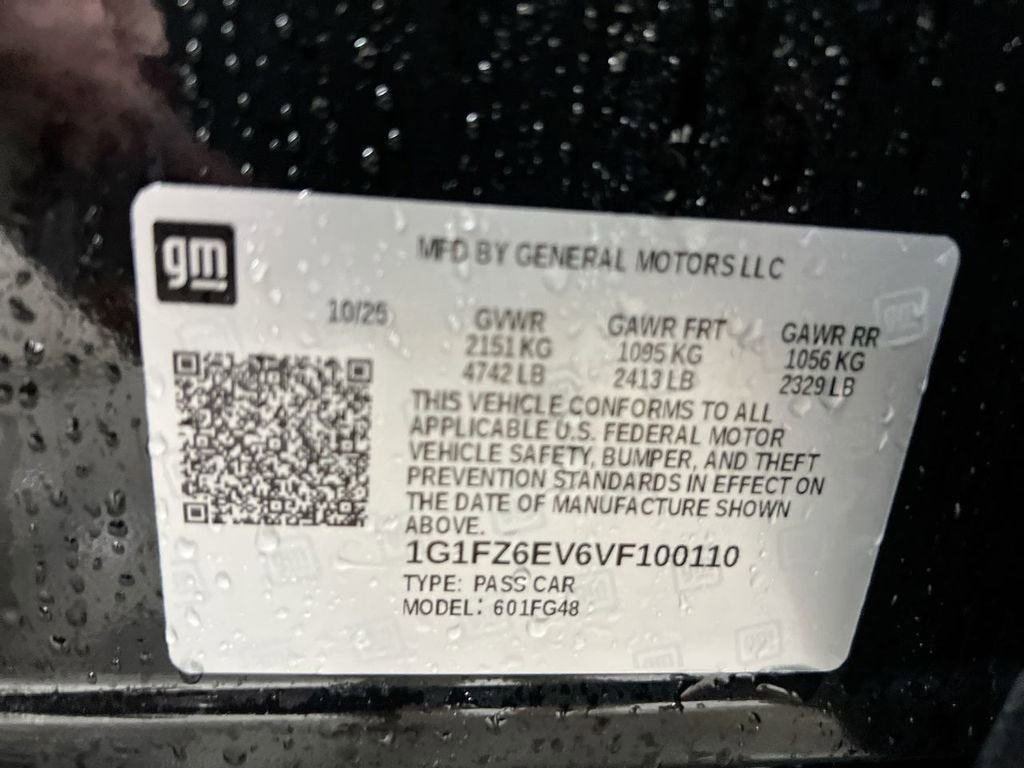 gm
MFD BY GENERAL MOTORS LLC
10/25 GVWR GAWR FRT GAWR RR
2151 KG 1095 KG 1056 KG
4742 LB 2413 LB 2329 LB
THIS VEHICLE CONFORMS TO ALL
APPLICABLE U.S. FEDERAL MOTOR
VEHICLE SAFETY, BUMPER, AND THEFT
PREVENTION STANDARDS IN EFFECT ON
THE DATE OF MANUFACTURE SHOWN
ABOVE.
1G1FZ6EV6VF100110
TYPE: PASS CAR
MODEL: 601FG48